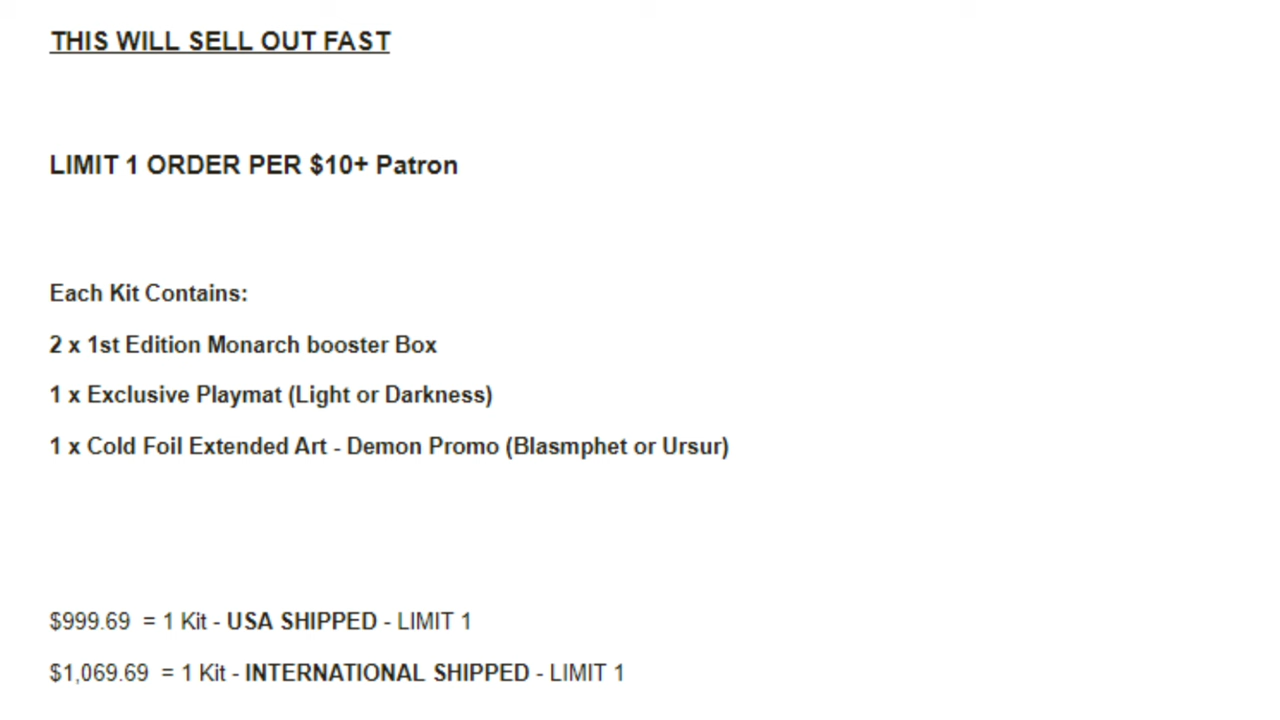 THIS WILL SELL OUT FAST
LIMIT 1 ORDER PER $10+ Patron
Each Kit Contains:
2 x 1st Edition Monarch booster Box
1 x Exclusive Playmat (Light or Darkness)
1 x Cold Foil Extended Art - Demon Promo (Blasmphet or Ursur)
$999.69 = 1 Kit - USA SHIPPED - LIMIT 1
$1,069.69 = 1 Kit - INTERNATIONAL SHIPPED - LIMIT 1